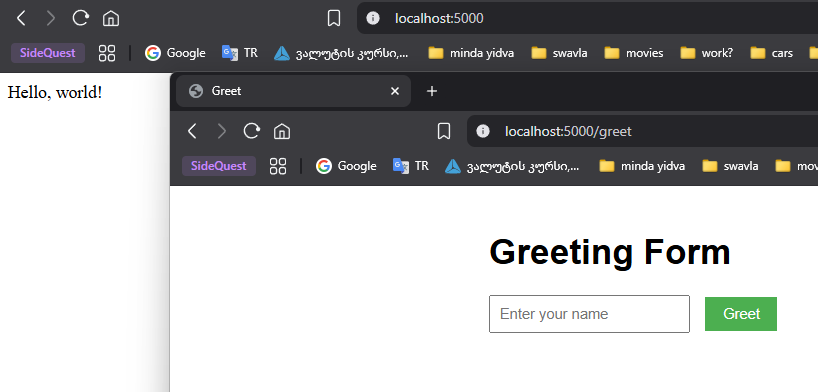 localhost:5000
SideQuest Google TR ვალუტის კურსი,... minda yidva swavla movies work? cars
Hello, world!
Greet
localhost:5000/greet
SideQuest Google TR ვალუტის კურსი,... minda yidva swavla mov
Greeting Form
Enter your name Greet